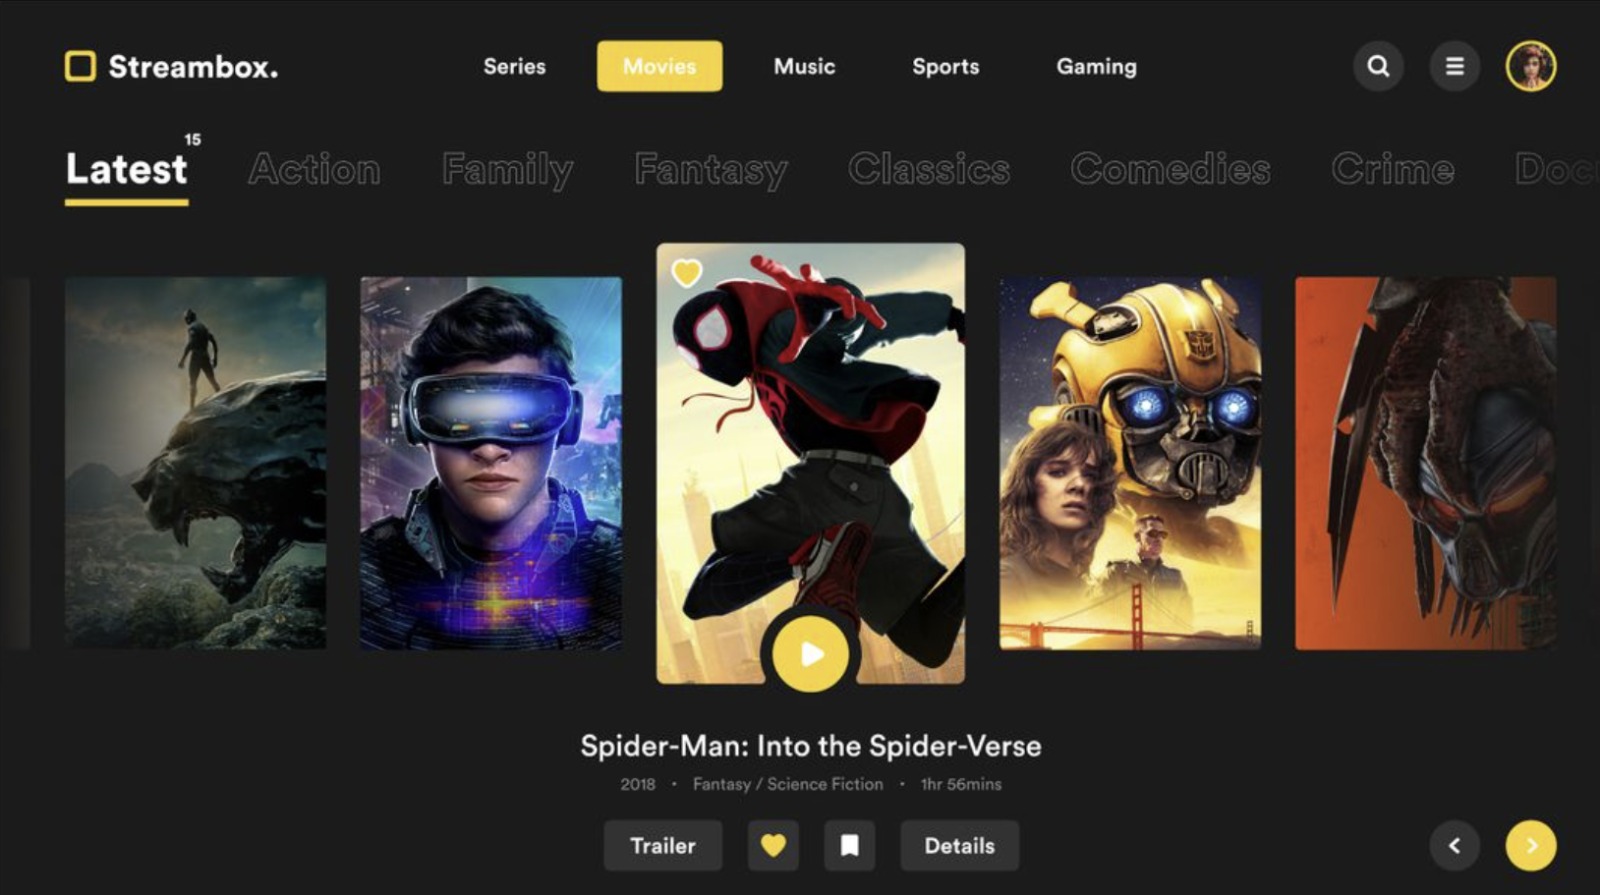 Streambox. Series Movies Music Sports Gaming
15
Latest Action Family Fantasy Classics Comedies Crime
Spider-Man: Into the Spider-Verse
2018 • Fantasy / Science Fiction • 1hr 56mins
Trailer Details